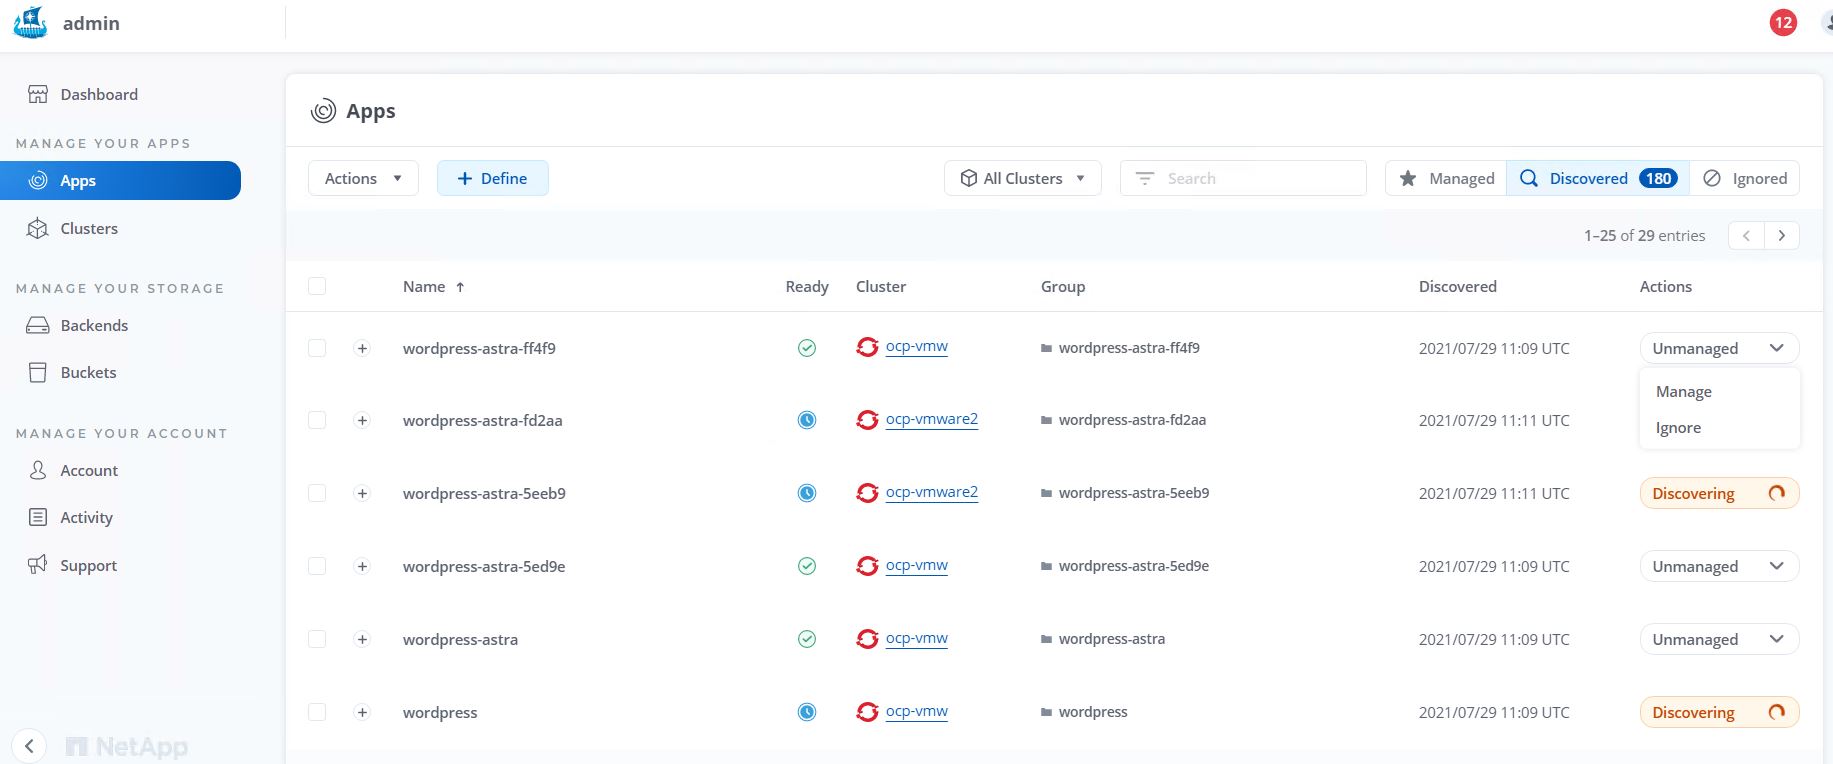 admin
12
Dashboard
MANAGE YOUR APPS
Apps
Clusters
MANAGE YOUR STORAGE
Backends
Buckets
MANAGE YOUR ACCOUNT
Account
Activity
Support
NetApp
Apps
Actions + Define All Clusters Search Managed Discovered 180 Ignored
1–25 of 29 entries
Name Ready Cluster Group Discovered Actions
wordpress-astra-ff4f9 ocp-vmw wordpress-astra-ff4f9 2021/07/29 11:09 UTC Unmanaged
Manage
Ignore
wordpress-astra-fd2aa ocp-vmware2 wordpress-astra-fd2aa 2021/07/29 11:11 UTC
wordpress-astra-5eeb9 ocp-vmware2 wordpress-astra-5eeb9 2021/07/29 11:11 UTC Discovering
wordpress-astra-5ed9e ocp-vmw wordpress-astra-5ed9e 2021/07/29 11:09 UTC Unmanaged
wordpress-astra ocp-vmw wordpress-astra 2021/07/29 11:09 UTC Unmanaged
wordpress ocp-vmw wordpress 2021/07/29 11:09 UTC Discovering